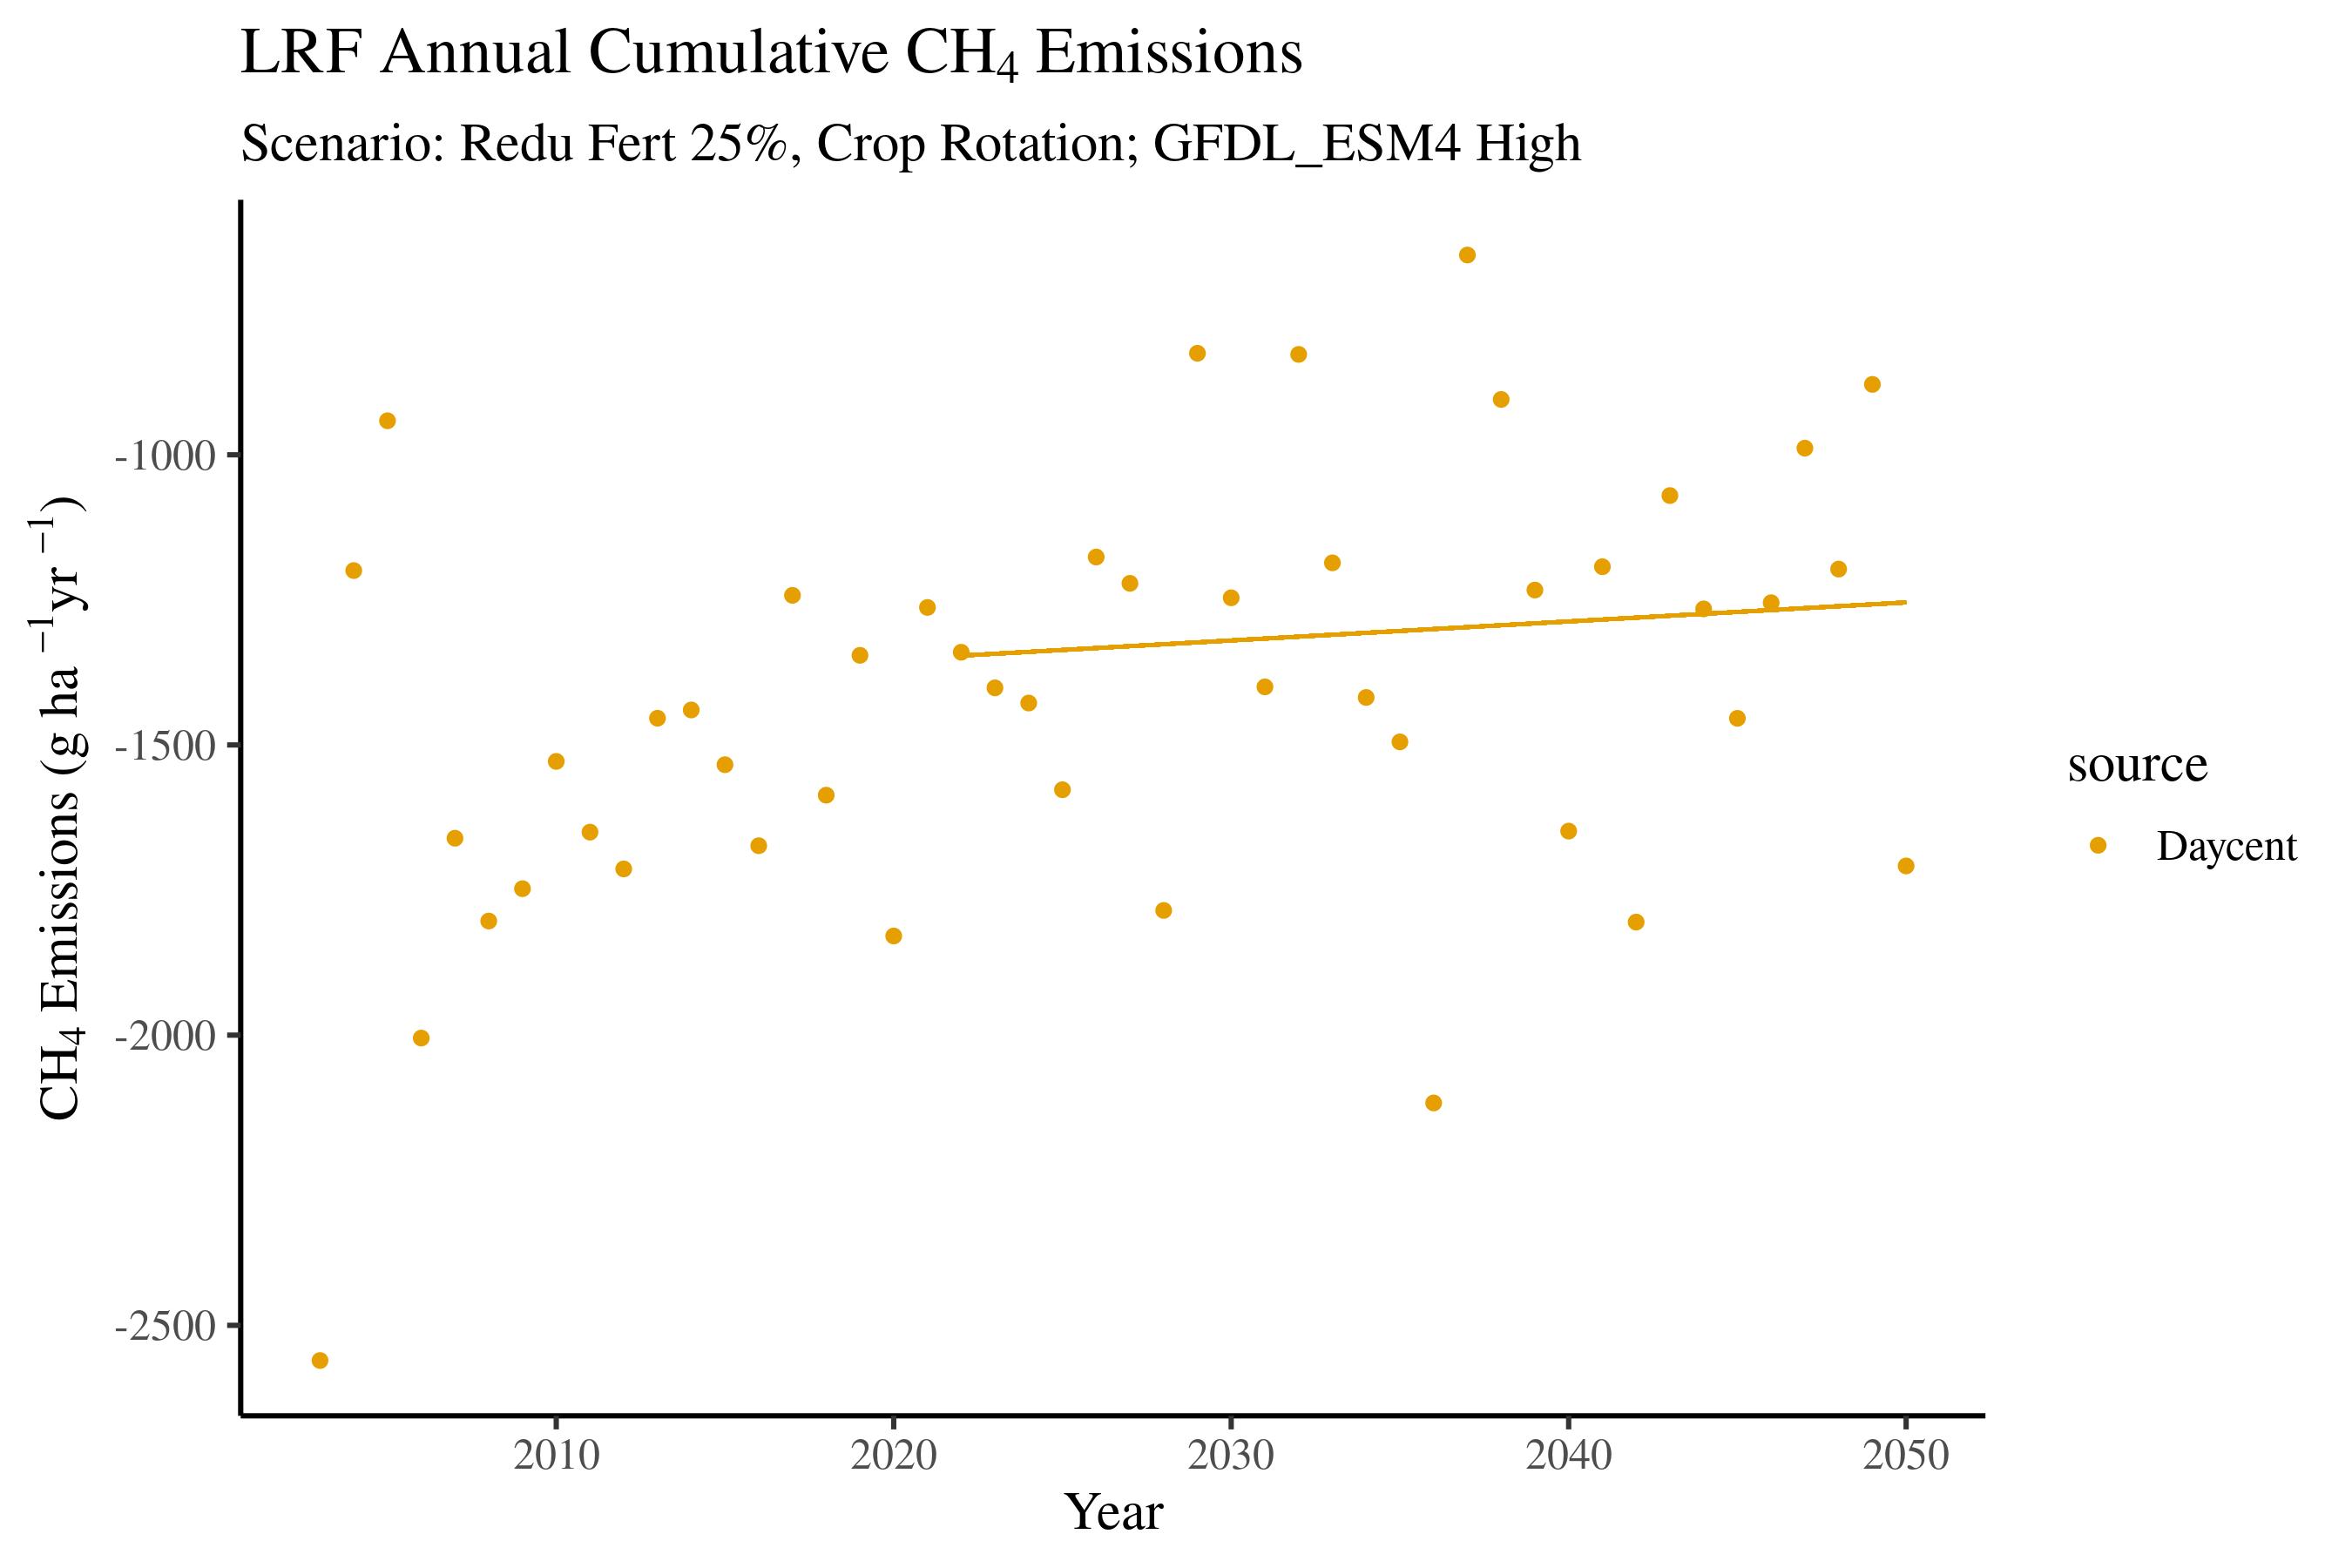 LRF Annual Cumulative CH₄ Emissions
Scenario: Redu Fert 25%, Crop Rotation; GFDL_ESM4 High
CH₄ Emissions (g ha⁻¹yr⁻¹)
-1000
-1500
-2000
-2500
2010 2020 2030 2040 2050
Year
source
Daycent